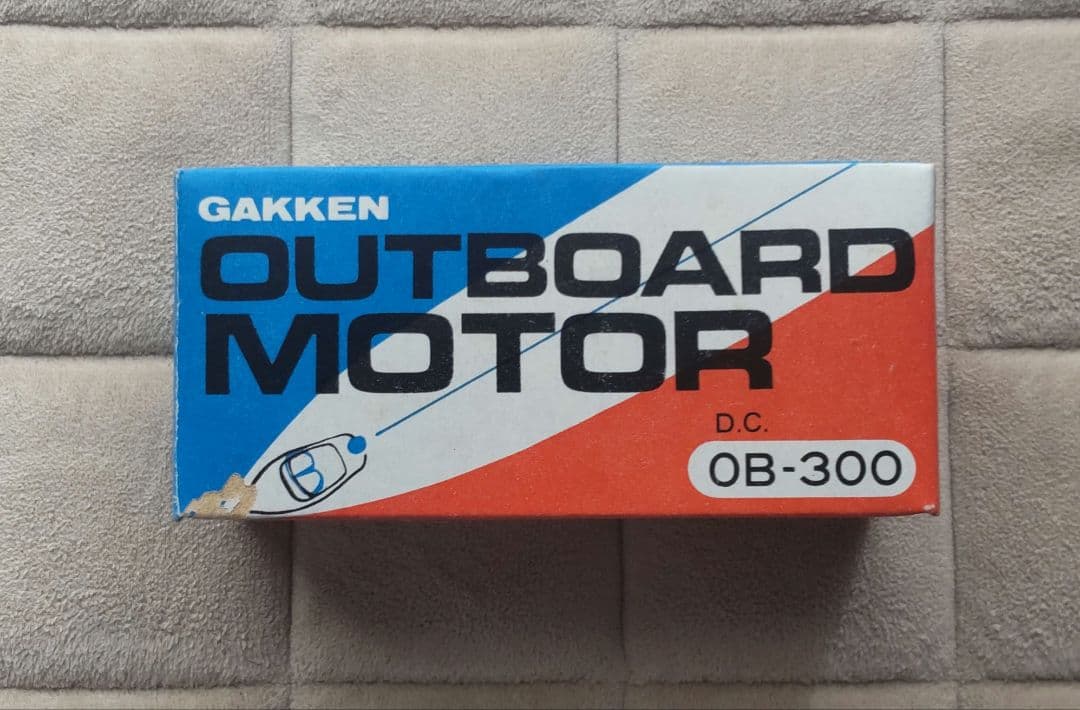 GAKKEN
OUTBOARD
MOTOR
D.C.
OB-300
B